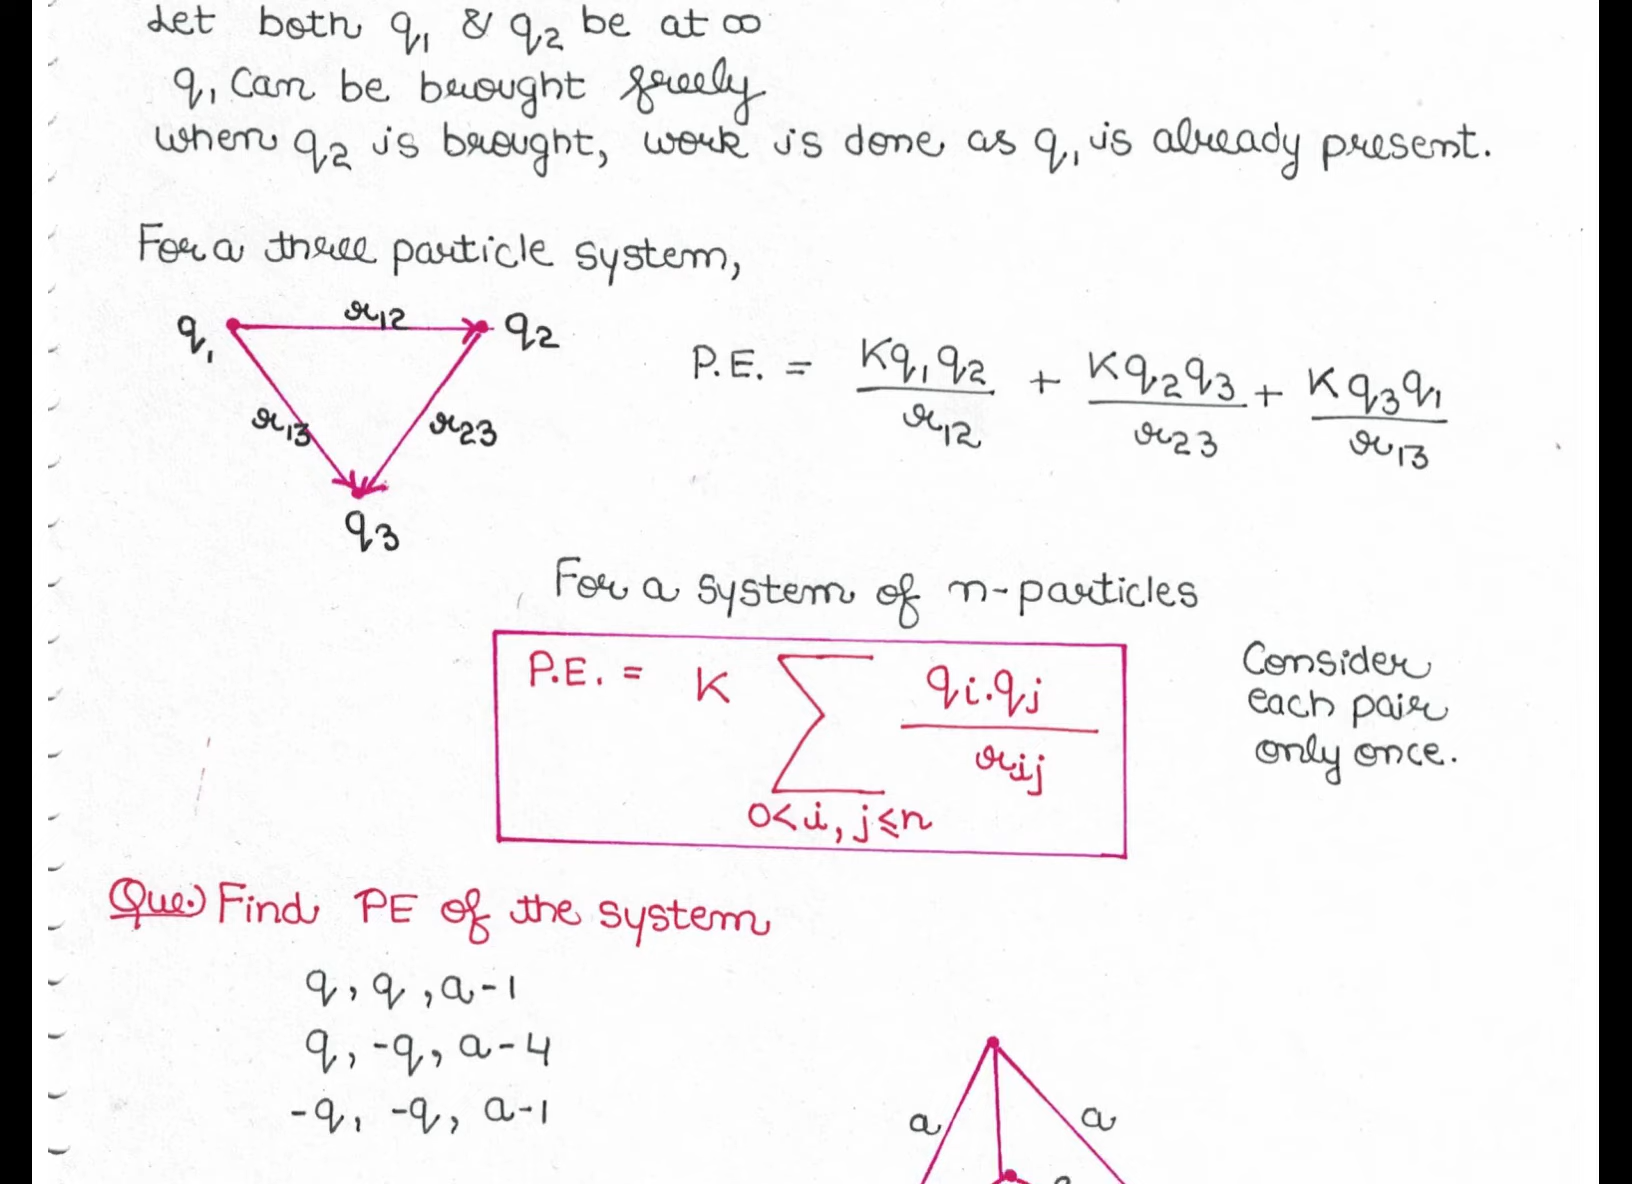 Let both q₁ & q₂ be at ∞
q₁ Can be brought freely
when q₂ is brought, work is done as q₁ is already present.
For a three particle system,
q₁ r₁₂ q₂
r₁₃ r₂₃
q₃
P.E. = Kq₁q₂/r₁₂ + Kq₂q₃/r₂₃ + Kq₃q₁/r₁₃
For a system of n-particles
P.E. = K ∑ qi.qj/rij
0<i, j≤n
Consider
each pair
only once.
Que.) Find PE of the system
q, q, a-1
q, -q, a-4
-q, -q, a-1
a a